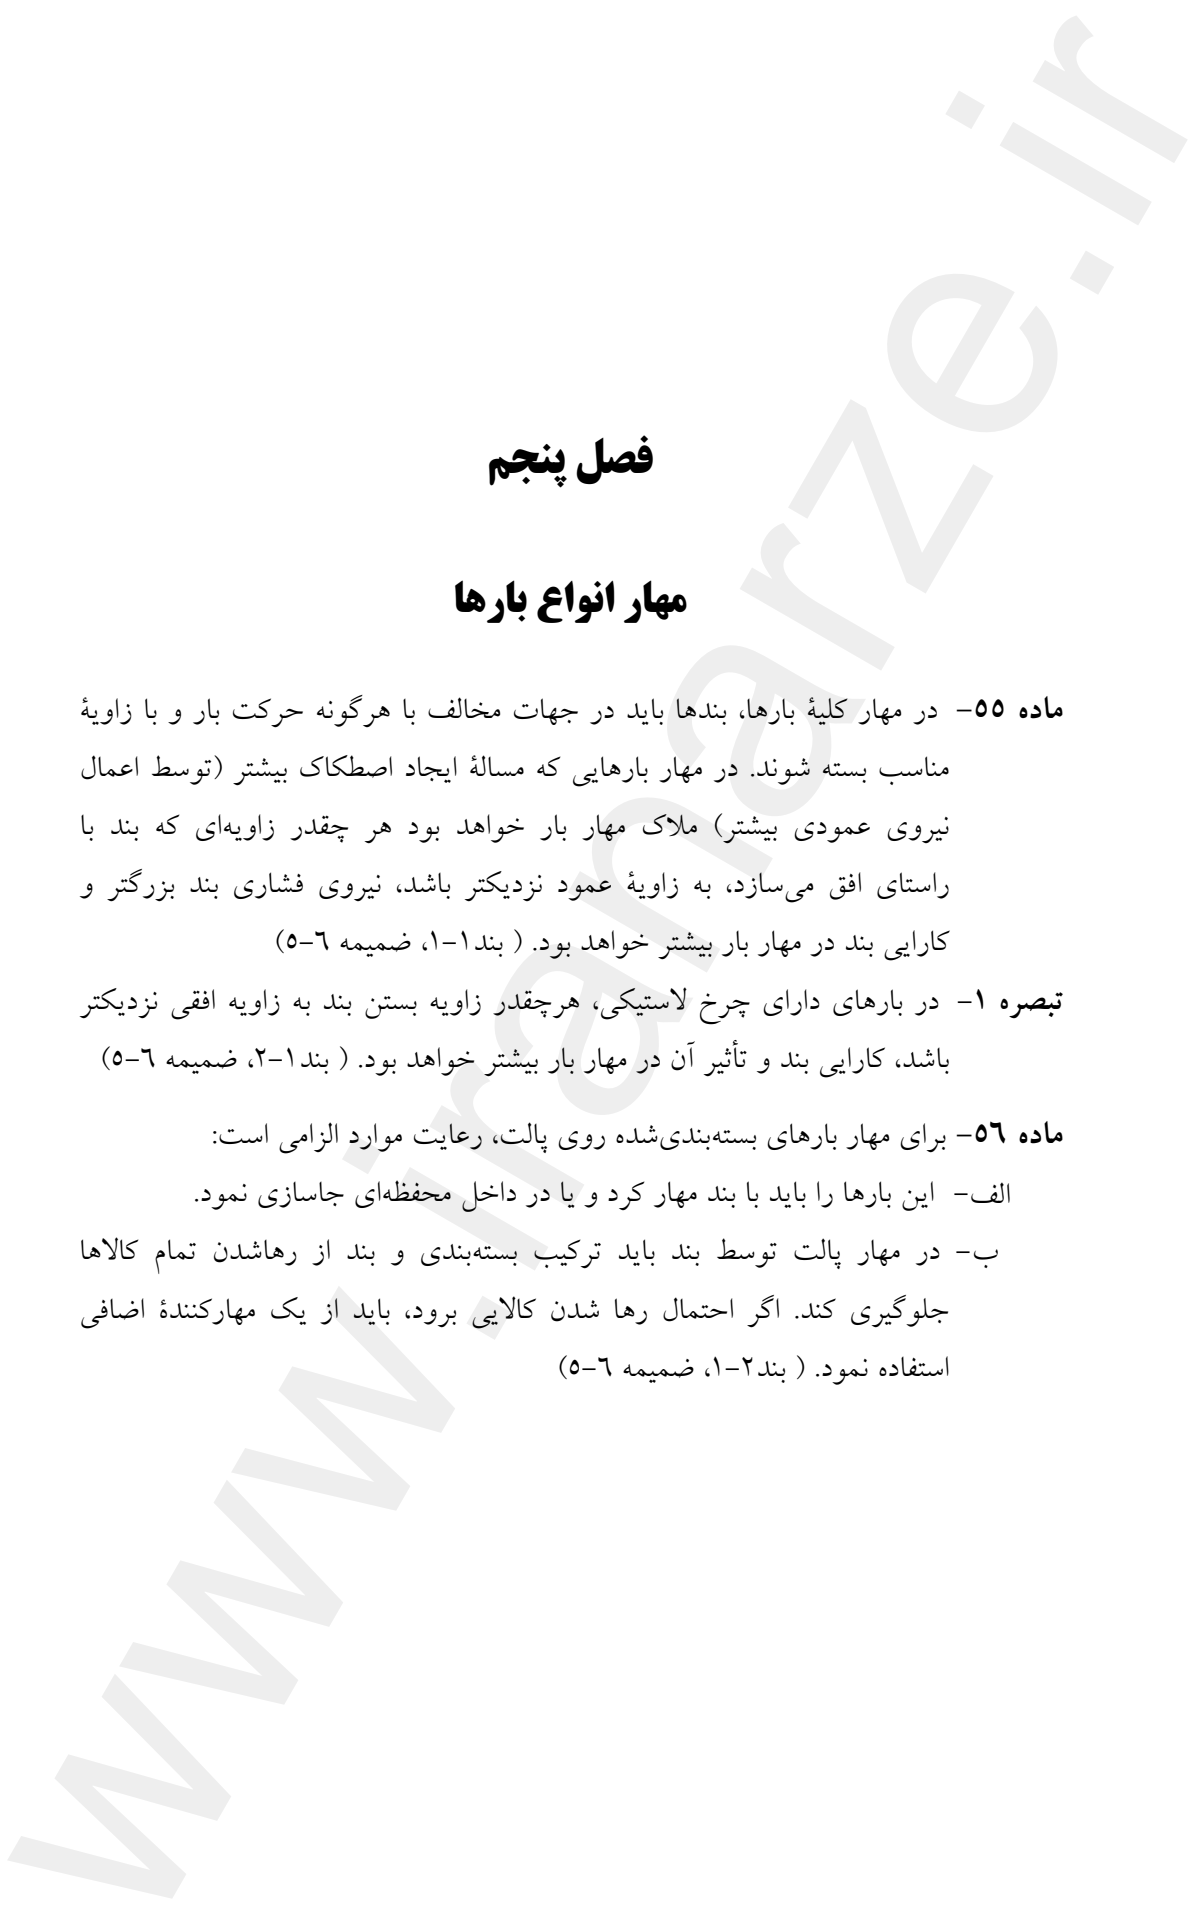 فصل پنجم
مهار انواع بارها
ماده ٥٥- در مهار کلیهٔ بارها، بندها باید در جهات مخالف با هرگونه حرکت بار و با زاویهٔ
مناسب بسته شوند. در مهار بارهایی که مسالهٔ ایجاد اصطکاک بیشتر (توسط اعمال
نیروی عمودی بیشتر) ملاک مهار بار خواهد بود هر چقدر زاویه‌ای که بند با
راستای افق می‌سازد، به زاویهٔ عمود نزدیکتر باشد، نیروی فشاری بند بزرگتر و
کارایی بند در مهار بار بیشتر خواهد بود. ( بند۱-۱، ضمیمه ٦-٥)
تبصره ۱- در بارهای دارای چرخ لاستیکی، هرچقدر زاویه بستن بند به زاویه افقی نزدیکتر
باشد، کارایی بند و تأثیر آن در مهار بار بیشتر خواهد بود. ( بند۱-۲، ضمیمه ٦-٥)
ماده ٥٦- برای مهار بارهای بسته‌بندی‌شده روی پالت، رعایت موارد الزامی است:
الف- این بارها را باید با بند مهار کرد و یا در داخل محفظه‌ای جاسازی نمود.
ب- در مهار پالت توسط بند باید ترکیب بسته‌بندی و بند از رهاشدن تمام کالاها
جلوگیری کند. اگر احتمال رها شدن کالایی برود، باید از یک مهارکنندهٔ اضافی
استفاده نمود. ( بند۲-۱، ضمیمه ٦-٥)
www.iranarze.ir